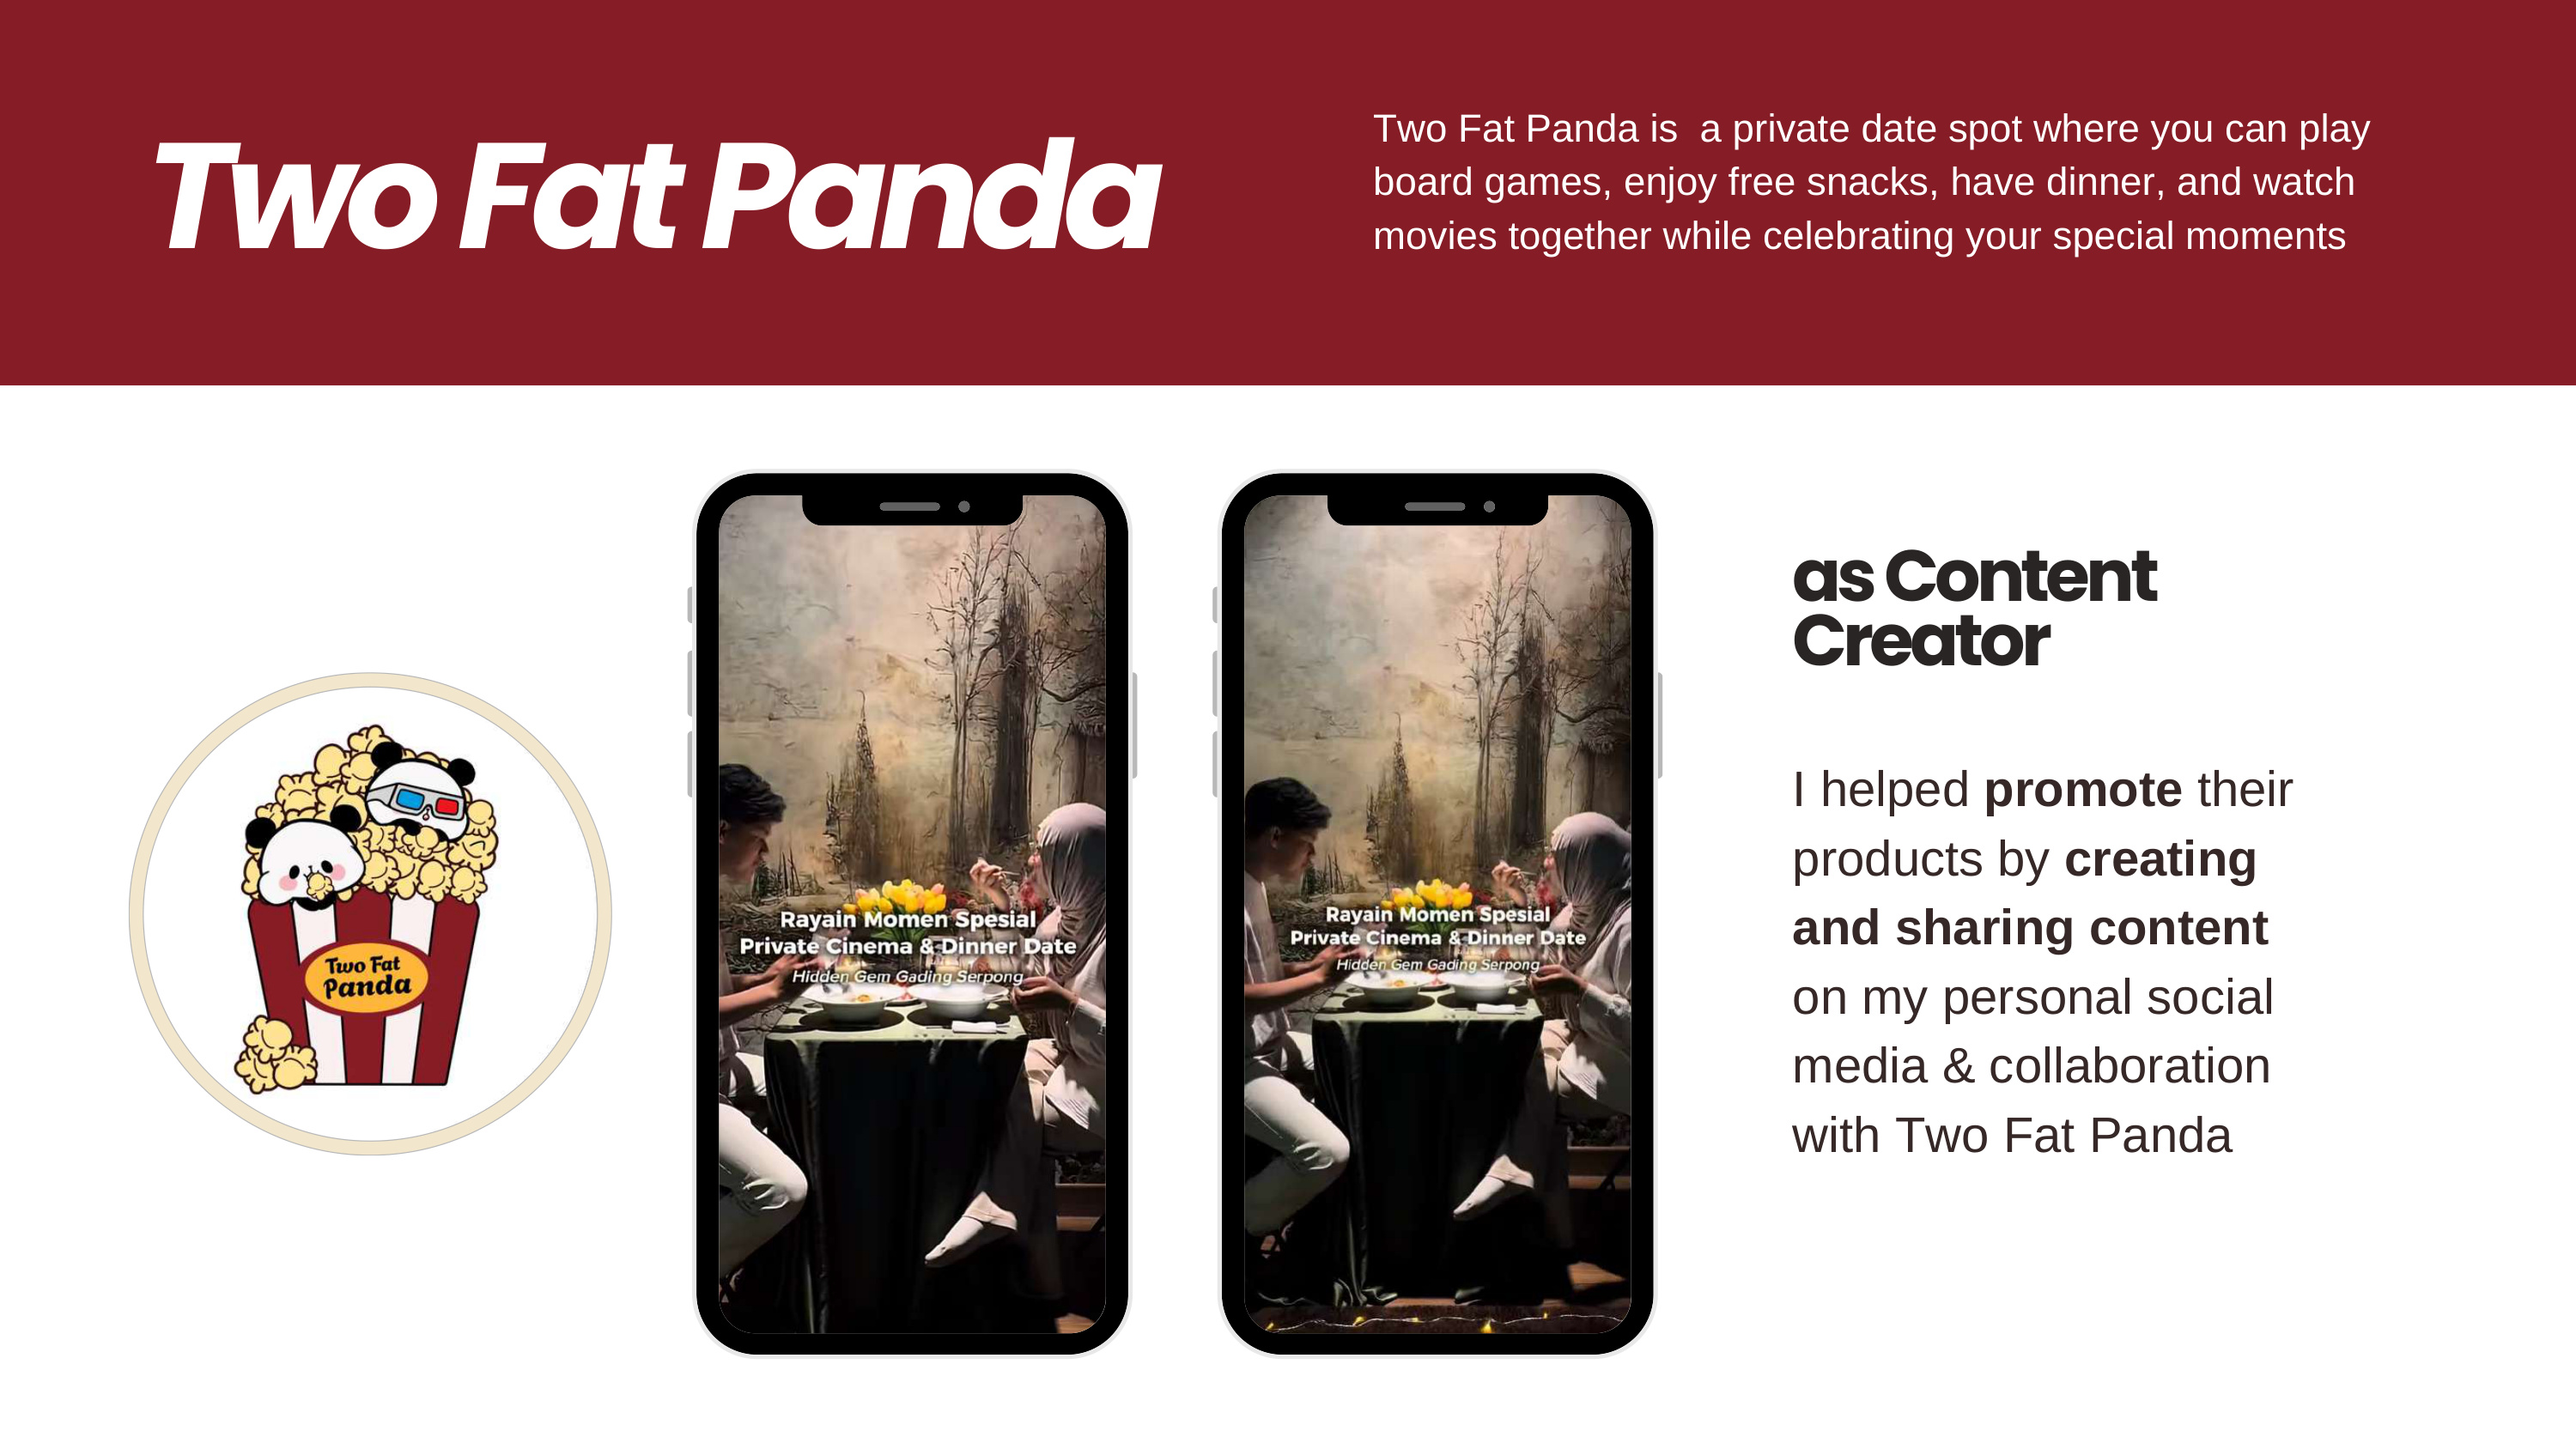 Two Fat Panda
Two Fat Panda is  a private date spot where you can play
board games, enjoy free snacks, have dinner, and watch
movies together while celebrating your special moments
Two Fat
Panda
Rayain Momen Spesial
Private Cinema & Dinner Date
Hidden Gem Gading Serpong
Rayain Momen Spesial
Private Cinema & Dinner Date
Hidden Gem Gading Serpong
as Content
Creator
I helped promote their
products by creating
and sharing content
on my personal social
media & collaboration
with Two Fat Panda